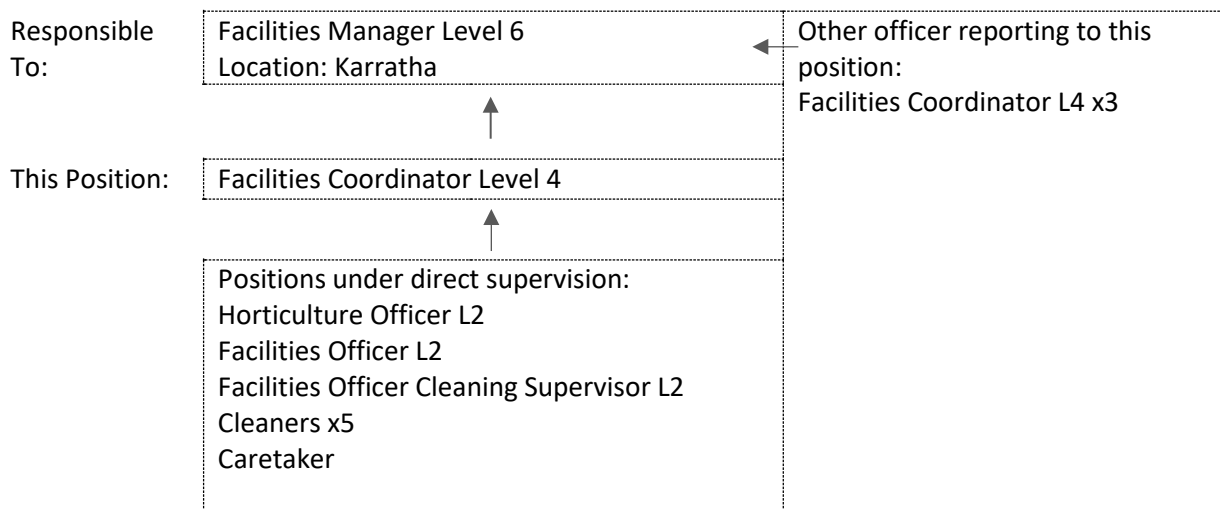 Responsible To:
Facilities Manager Level 6
Location: Karratha
Other officer reporting to this
position:
Facilities Coordinator L4 x3
This Position:
Facilities Coordinator Level 4
Positions under direct supervision:
Horticulture Officer L2
Facilities Officer L2
Facilities Officer Cleaning Supervisor L2
Cleaners x5
Caretaker